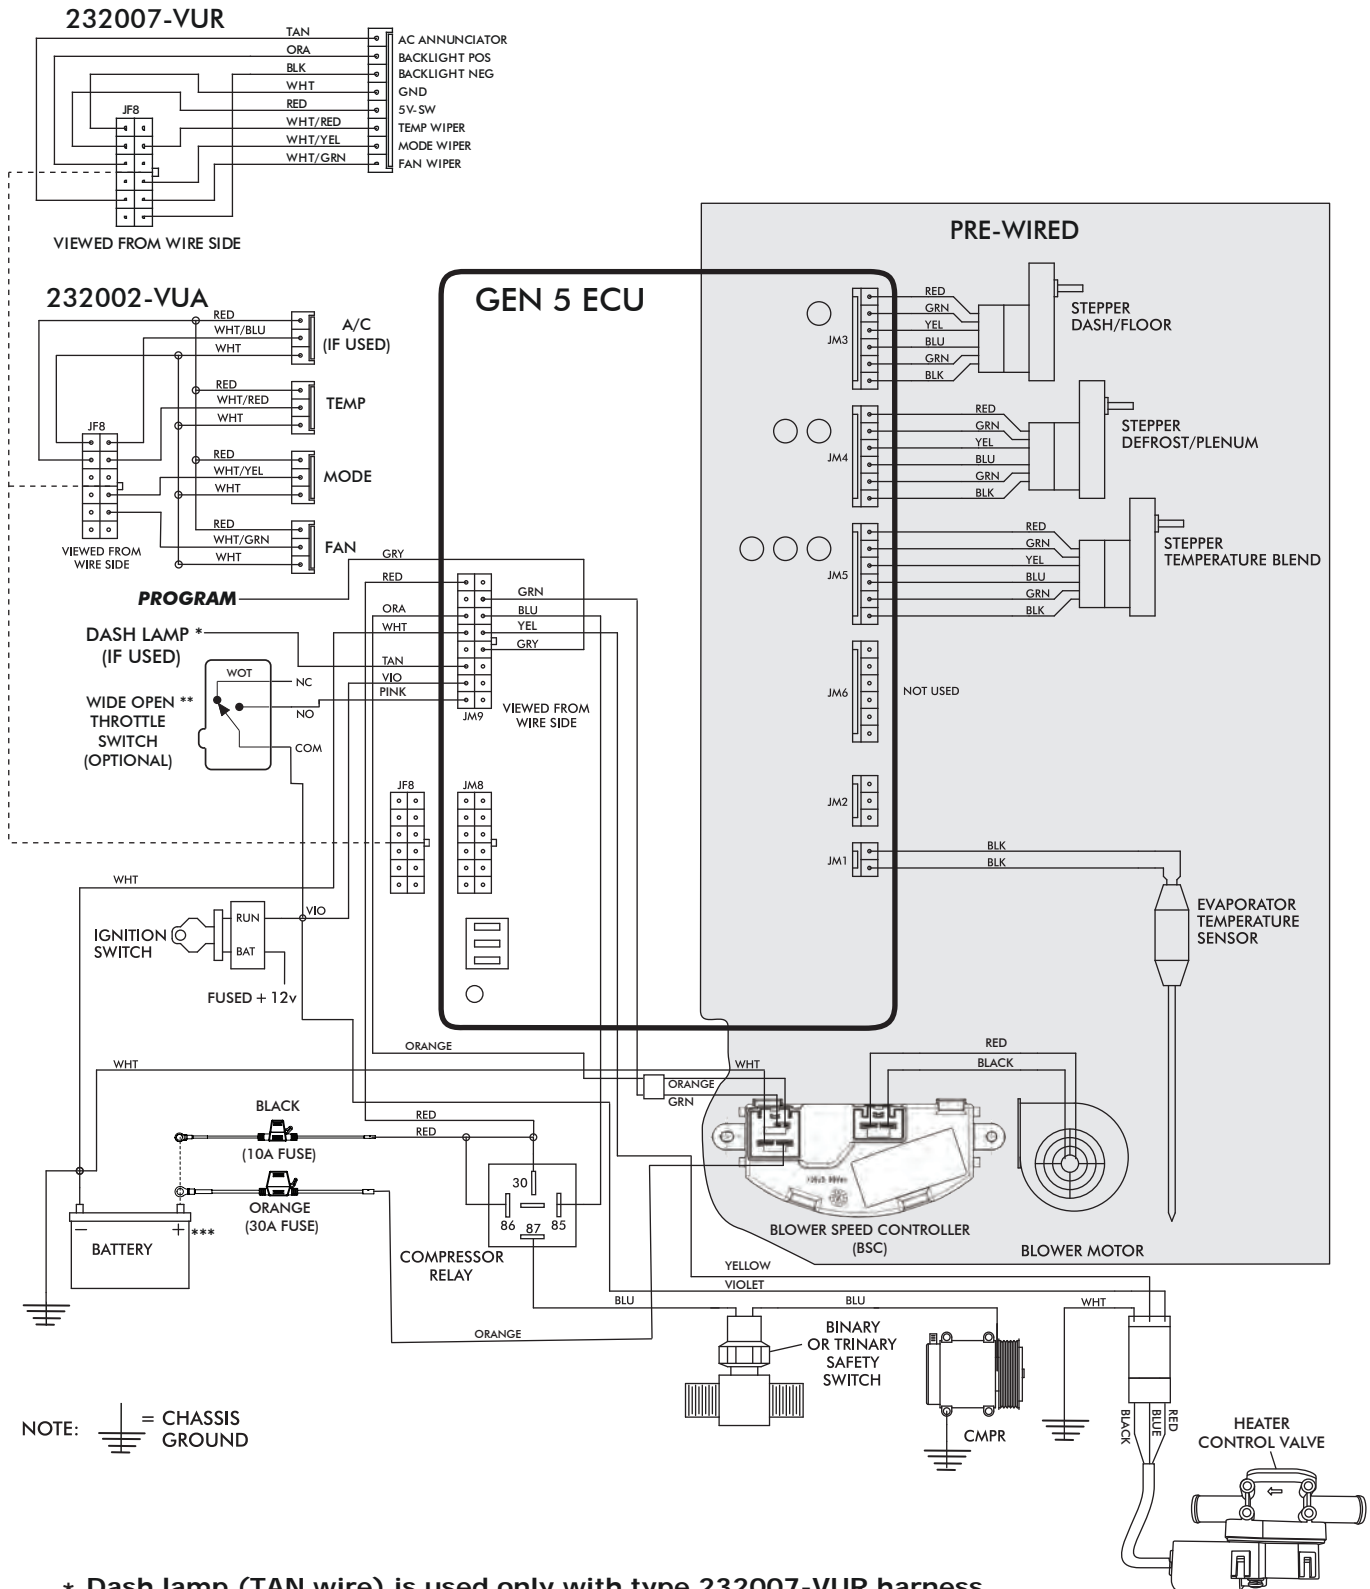 232007-VUR
TAN
ORA
BLK
WHT
RED
WHT/RED
WHT/YEL
WHT/GRN
AC ANNUNCIATOR
BACKLIGHT POS
BACKLIGHT NEG
GND
5V-SW
TEMP WIPER
MODE WIPER
FAN WIPER
JF8
VIEWED FROM WIRE SIDE
232002-VUA
RED
WHT/BLU
WHT
A/C
(IF USED)
RED
WHT/RED
WHT
TEMP
JF8
RED
WHT/YEL
WHT
MODE
RED
WHT/GRN
WHT
FAN
VIEWED FROM
WIRE SIDE
PROGRAM
DASH LAMP *
(IF USED)
WIDE OPEN **
THROTTLE
SWITCH
(OPTIONAL)
WOT
NC
NO
COM
GEN 5 ECU
GRY
RED
ORA
WHT
TAN
VIO
PINK
GRN
BLU
YEL
GRY
JM9
VIEWED FROM
WIRE SIDE
JF8
JM8
PRE-WIRED
JM3
RED
GRN
YEL
BLU
GRN
BLK
STEPPER
DASH/FLOOR
JM4
RED
GRN
YEL
BLU
GRN
BLK
STEPPER
DEFROST/PLENUM
JM5
RED
GRN
YEL
BLU
GRN
BLK
STEPPER
TEMPERATURE BLEND
JM6
NOT USED
JM2
JM1
BLK
BLK
EVAPORATOR
TEMPERATURE
SENSOR
WHT
IGNITION
SWITCH
RUN
BAT
VIO
FUSED + 12v
ORANGE
WHT
WHT
ORANGE
GRN
RED
BLACK
BLACK
(10A FUSE)
RED
RED
ORANGE
(30A FUSE)
BATTERY
–
+
***
30
86
87
85
COMPRESSOR
RELAY
BLOWER SPEED CONTROLLER
(BSC)
BLOWER MOTOR
YELLOW
VIOLET
BLU
BLU
WHT
ORANGE
BINARY
OR TRINARY
SAFETY
SWITCH
CMPR
BLACK
BLUE
RED
HEATER
CONTROL VALVE
NOTE:
= CHASSIS
GROUND
* Dash lamp (TAN wire) is used only with type 232007-VUR harness